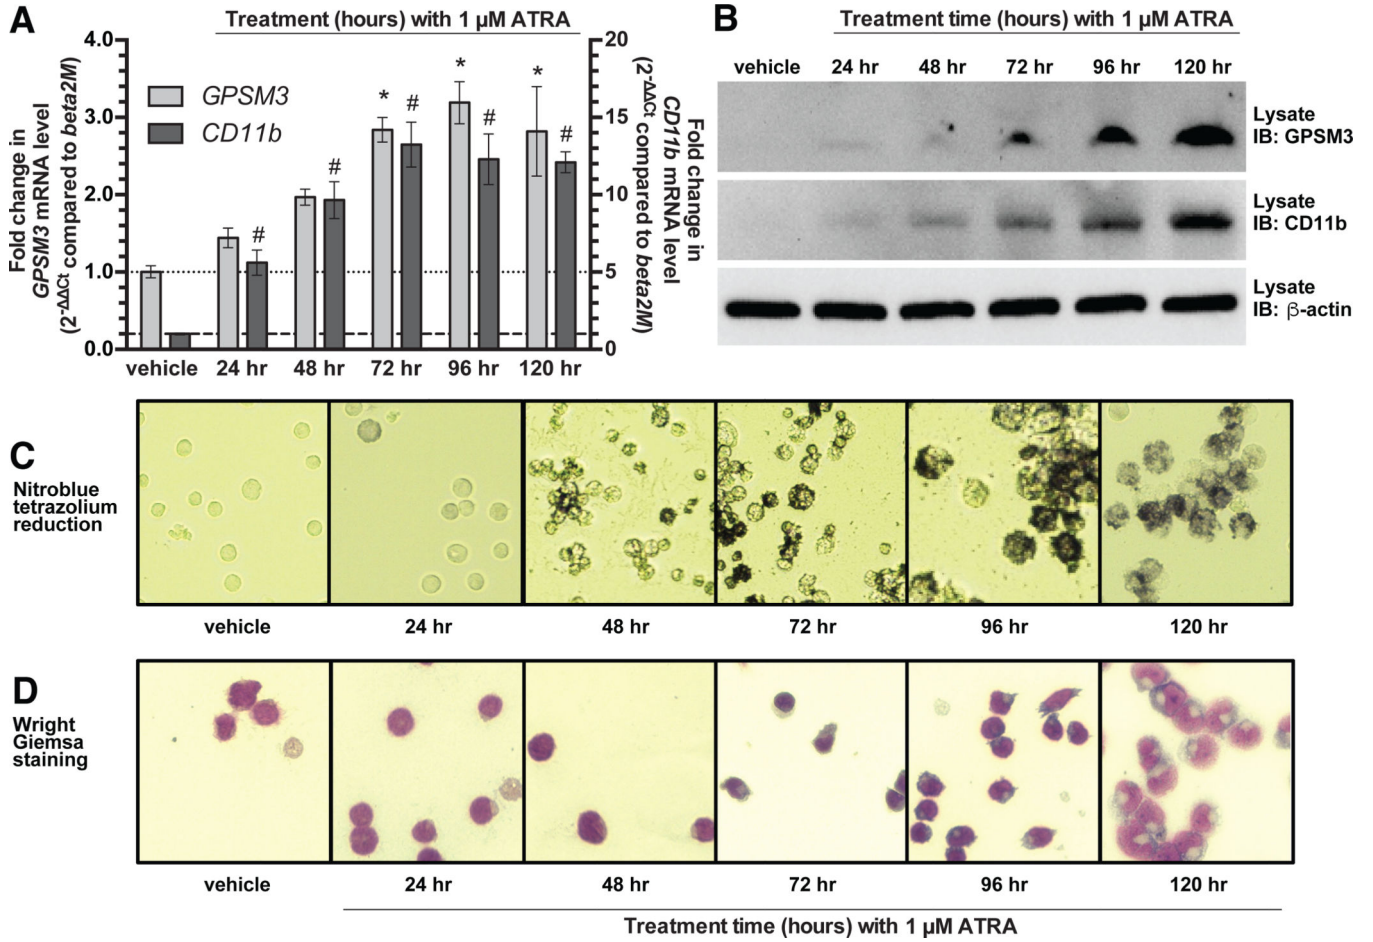 A
Treatment (hours) with 1 µM ATRA
Fold change in
GPSM3 mRNA level
(2-ΔΔCt compared to beta2M)
4.0
3.0
2.0
1.0
0.0
GPSM3
CD11b
#
#
*
#
*
#
*
#
20
15
10
5
0
Fold change in
CD11b mRNA level
(2-ΔΔCt compared to beta2M)
vehicle 24 hr 48 hr 72 hr 96 hr 120 hr
B
Treatment time (hours) with 1 µM ATRA
vehicle 24 hr 48 hr 72 hr 96 hr 120 hr
Lysate
IB: GPSM3
Lysate
IB: CD11b
Lysate
IB: β-actin
C
Nitroblue
tetrazolium
reduction
vehicle 24 hr 48 hr 72 hr 96 hr 120 hr
D
Wright
Giemsa
staining
vehicle 24 hr 48 hr 72 hr 96 hr 120 hr
Treatment time (hours) with 1 µM ATRA